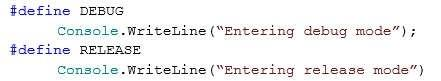 #define DEBUG
Console.WriteLine(“Entering debug mode”);
#define RELEASE
Console.WriteLine(“Entering release mode”)